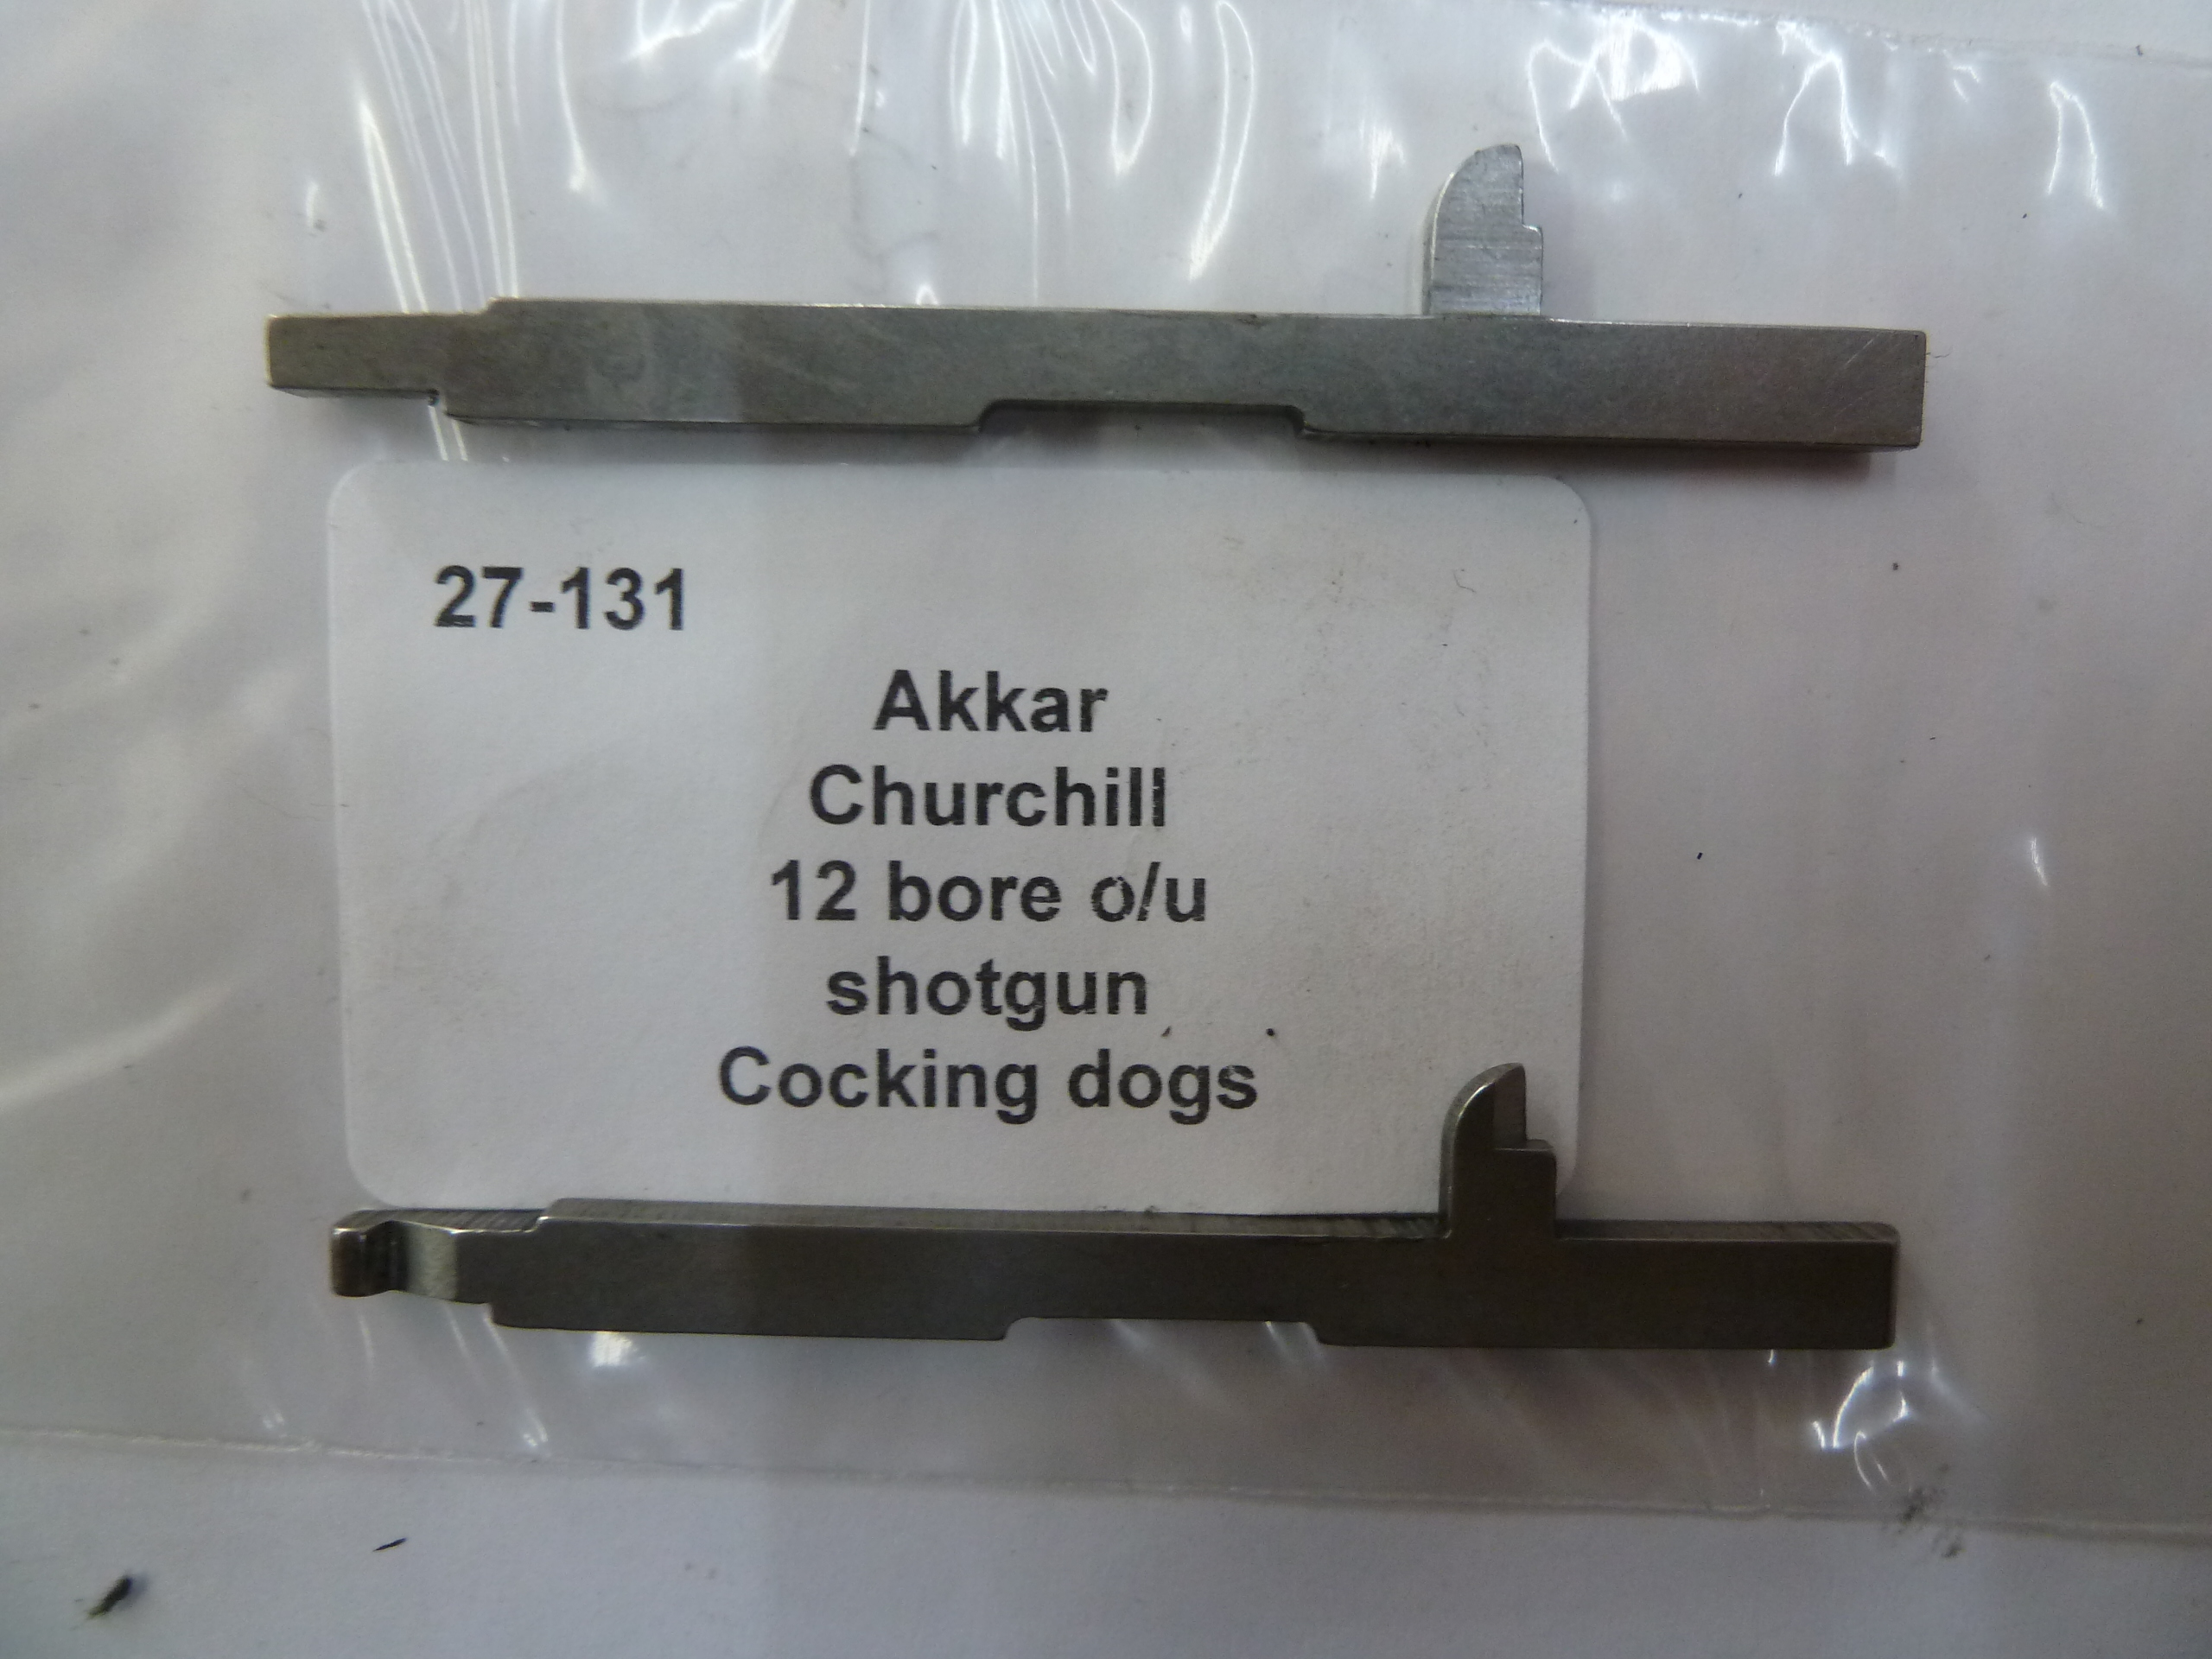 27-131
Akkar
Churchill
12 bore o/u
shotgun
Cocking dogs